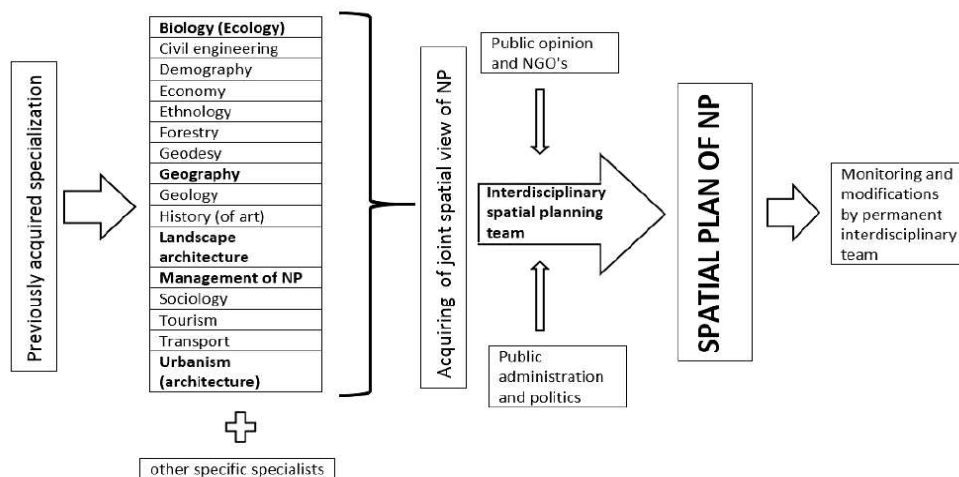 Previously acquired specialization
Biology (Ecology)
Civil engineering
Demography
Economy
Ethnology
Forestry
Geodesy
Geography
Geology
History (of art)
Landscape
architecture
Management of NP
Sociology
Tourism
Transport
Urbanism
(architecture)
other specific specialists
Acquiring of joint spatial view of NP
Public opinion
and NGO's
Interdisciplinary
spatial planning
team
Public
administration
and politics
SPATIAL PLAN OF NP
Monitoring and
modifications
by permanent
interdisciplinary
team